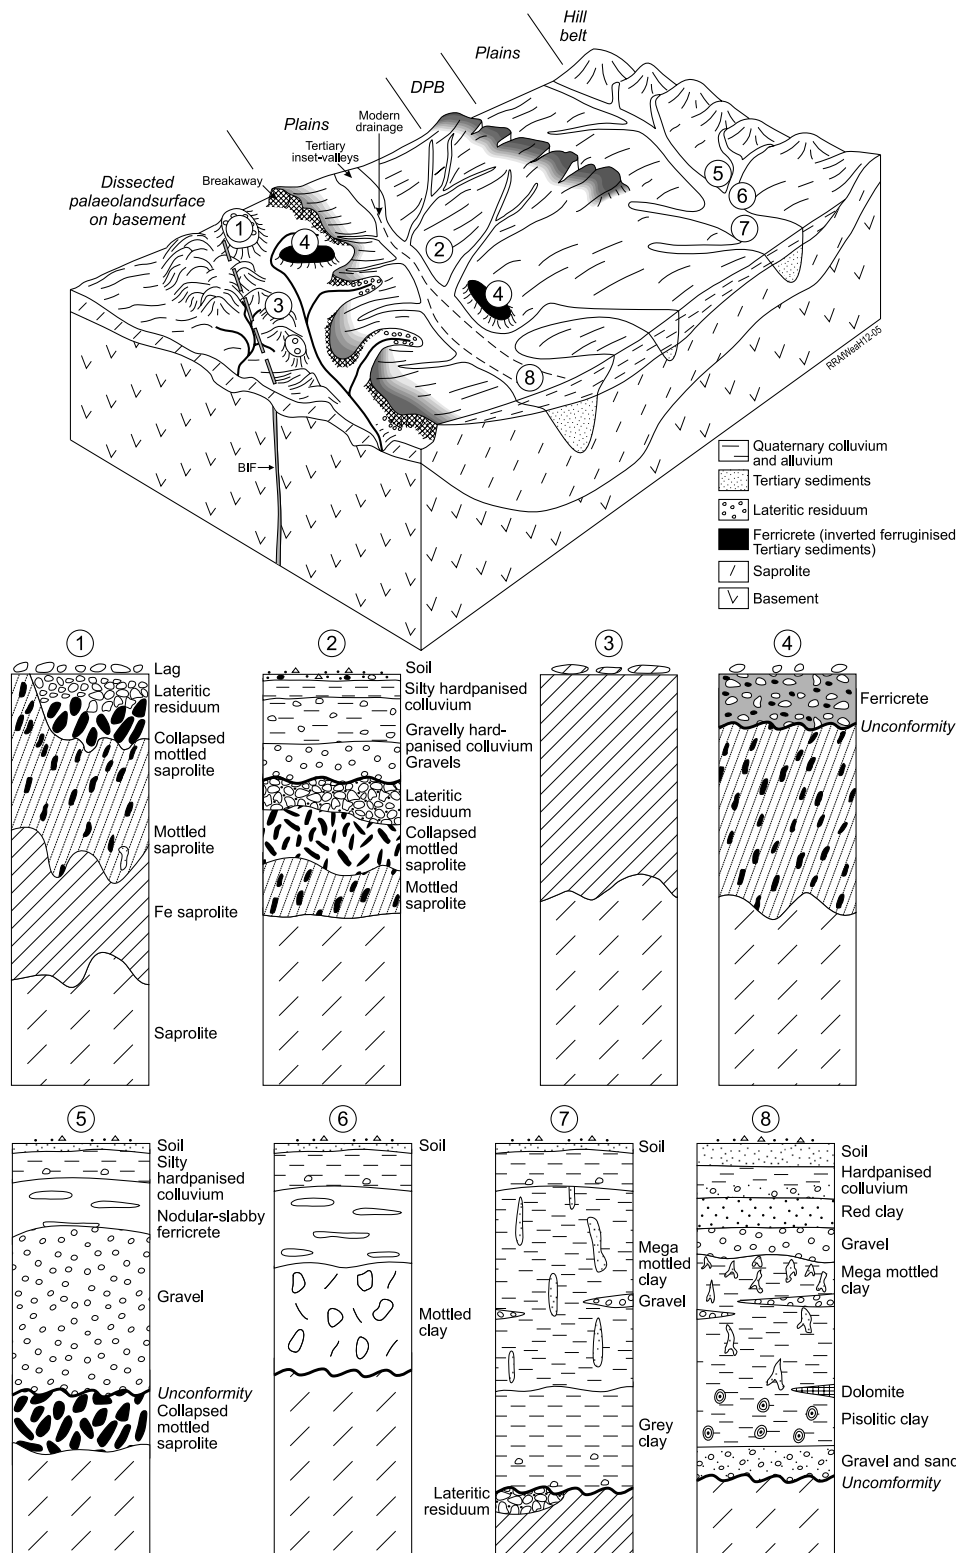 Hill
belt
Plains
DPB
Modern
drainage
Plains
Tertiary
inset-valleys
Breakaway
Dissected
palaeolandsurface
on basement
1
4
2
3
4
5
6
7
8
BIF
RRAfWeaH12-05
Quaternary colluvium
and alluvium
Tertiary sediments
Lateritic residuum
Ferricrete (inverted ferruginised
Tertiary sediments)
Saprolite
Basement
1
Lag
Lateritic
residuum
Collapsed
mottled
saprolite
Mottled
saprolite
Fe saprolite
Saprolite
2
Soil
Silty hardpanised
colluvium
Gravelly hard-
panised colluvium
Gravels
Lateritic
residuum
Collapsed
mottled
saprolite
Mottled
saprolite
3
4
Ferricrete
Unconformity
5
Soil
Silty
hardpanised
colluvium
Nodular-slabby
ferricrete
Gravel
Unconformity
Collapsed
mottled
saprolite
6
Soil
Mottled
clay
7
Soil
Mega
mottled
clay
Gravel
Grey
clay
Lateritic
residuum
8
Soil
Hardpanised
colluvium
Red clay
Gravel
Mega mottled
clay
Dolomite
Pisolitic clay
Gravel and sand
Uncomformity